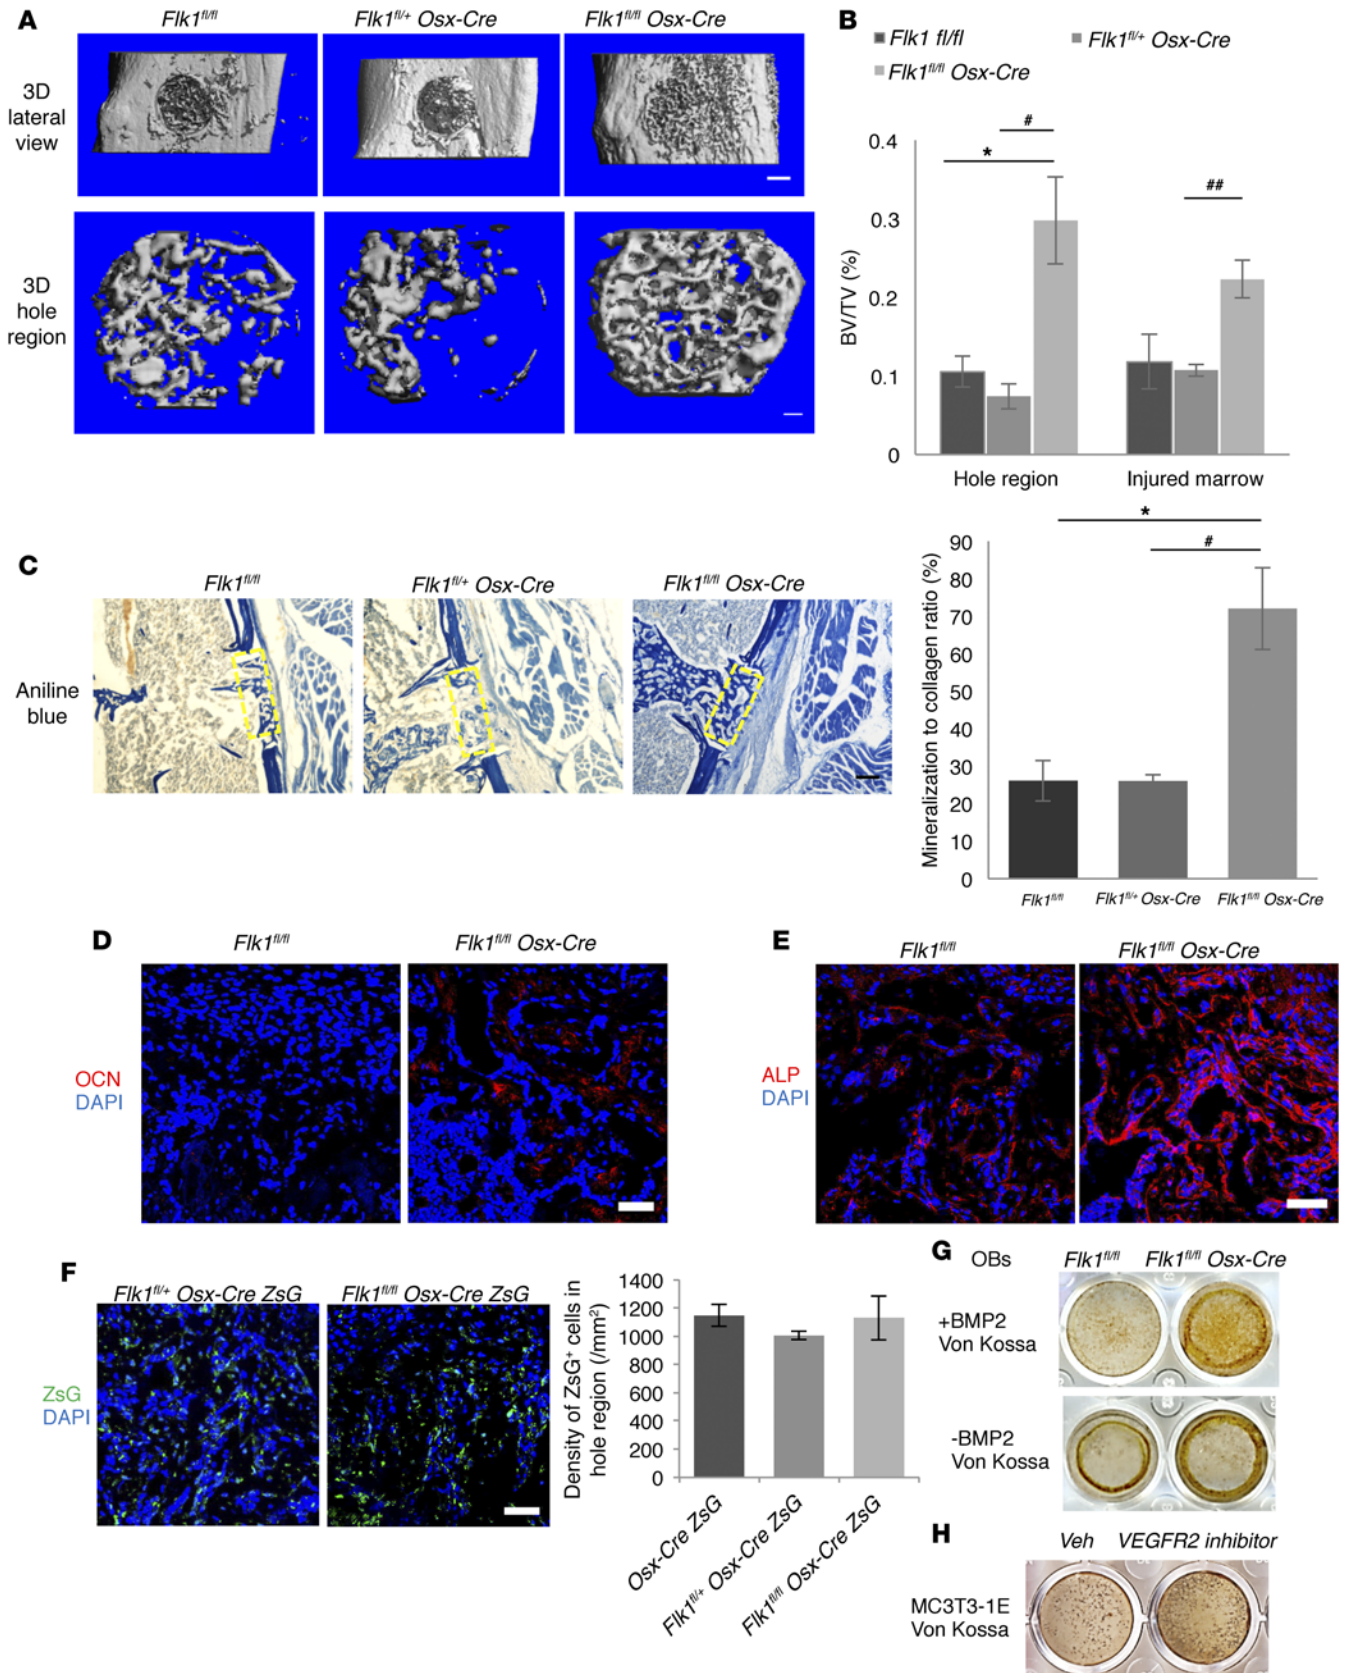 A
Flk1fl/fl
Flk1fl/+ Osx-Cre
Flk1fl/fl Osx-Cre
3D
lateral
view
3D
hole
region
B
Flk1 fl/fl
Flk1fl/+ Osx-Cre
Flk1fl/fl Osx-Cre
#
*
##
BV/TV (%)
0.4
0.3
0.2
0.1
0
Hole region
Injured marrow
C
Flk1fl/fl
Flk1fl/+ Osx-Cre
Flk1fl/fl Osx-Cre
Aniline
blue
*
#
Mineralization to collagen ratio (%)
90
80
70
60
50
40
30
20
10
0
Flk1fl/fl
Flk1fl/+ Osx-Cre
Flk1fl/fl Osx-Cre
D
Flk1fl/fl
Flk1fl/fl Osx-Cre
OCN
DAPI
E
Flk1fl/fl
Flk1fl/fl Osx-Cre
ALP
DAPI
F
Flk1fl/+ Osx-Cre ZsG
Flk1fl/fl Osx-Cre ZsG
ZsG
DAPI
Density of ZsG+ cells in
hole region (/mm2)
1400
1200
1000
800
600
400
200
0
Osx-Cre ZsG
Flk1fl/+ Osx-Cre ZsG
Flk1fl/fl Osx-Cre ZsG
G
OBs
Flk1fl/fl
Flk1fl/fl Osx-Cre
+BMP2
Von Kossa
-BMP2
Von Kossa
H
Veh
VEGFR2 inhibitor
MC3T3-1E
Von Kossa